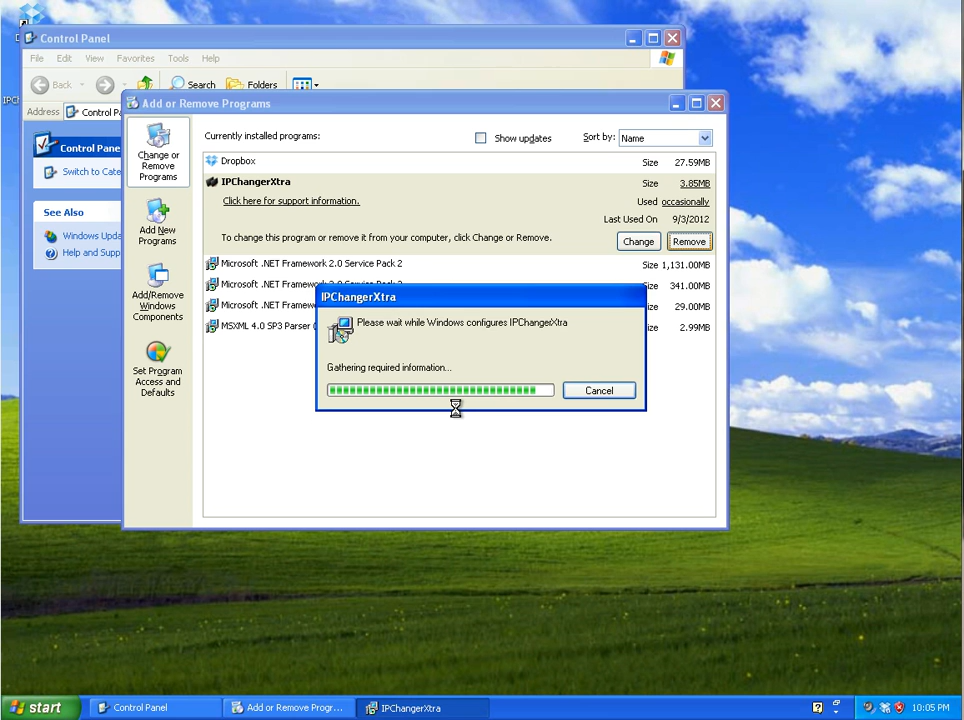 Control Panel
File Edit View Favorites Tools Help
Back Search Folders
Address Control Pa
Add or Remove Programs
Control Pane
Switch to Cate
See Also
Windows Upda
Help and Supp
Change or
Remove
Programs
Add New
Programs
Add/Remove
Windows
Components
Set Program
Access and
Defaults
Currently installed programs:
Show updates
Sort by: Name
Dropbox Size 27.59MB
IPChangerXtra Size 3.85MB
Click here for support information. Used occasionally
Last Used On 9/3/2012
To change this program or remove it from your computer, click Change or Remove.
Change Remove
Microsoft .NET Framework 2.0 Service Pack 2 Size 1,131.00MB
Microsoft .NET Framework 3.0 Service Pack 2 Size 341.00MB
Microsoft .NET Framewo ize 29.00MB
MSXML 4.0 SP3 Parser ( ize 2.99MB
IPChangerXtra
Please wait while Windows configures IPChangerXtra
Gathering required information...
Cancel
start Control Panel Add or Remove Progr... IPChangerXtra 10:05 PM